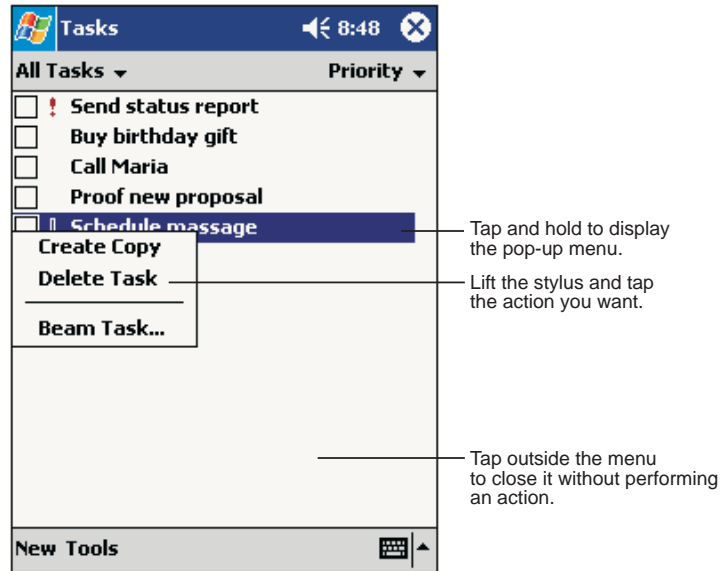 Tasks 8:48
All Tasks Priority
! Send status report
Buy birthday gift
Call Maria
Proof new proposal
Schedule massage
Create Copy
Delete Task
Beam Task...
New Tools
Tap and hold to display
the pop-up menu.
Lift the stylus and tap
the action you want.
Tap outside the menu
to close it without performing
an action.